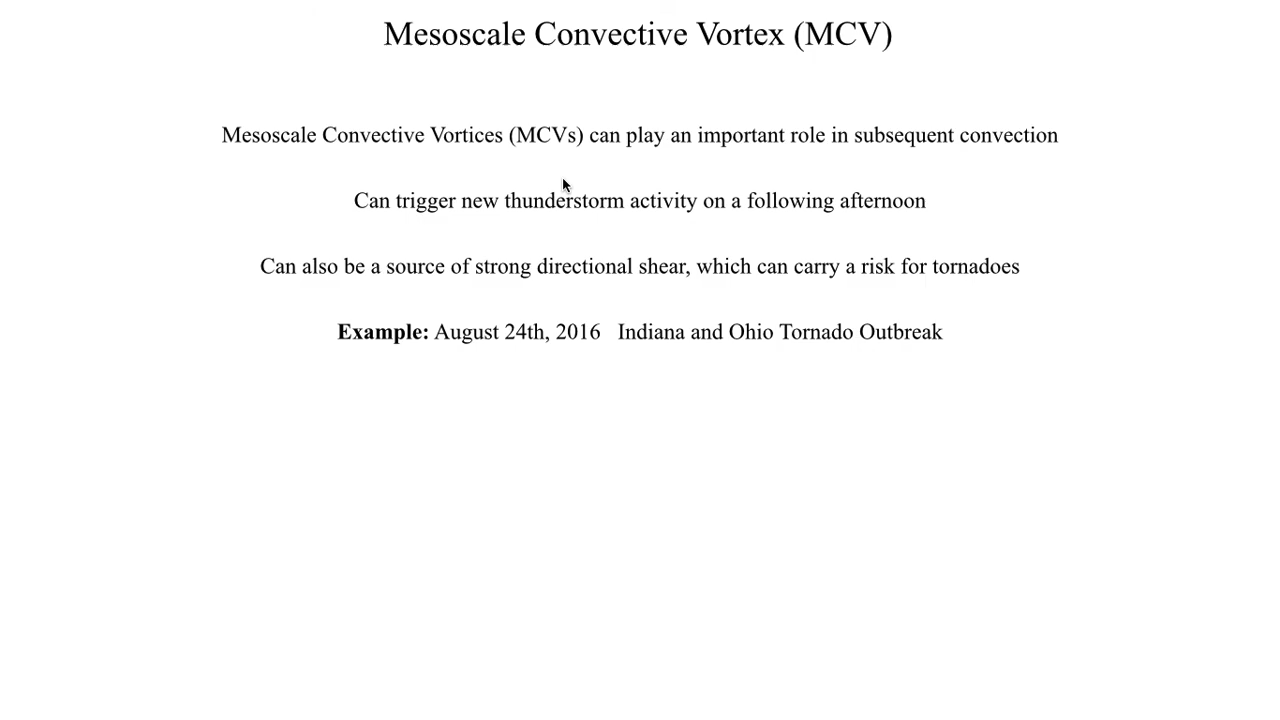 Mesoscale Convective Vortex (MCV)
Mesoscale Convective Vortices (MCVs) can play an important role in subsequent convection
Can trigger new thunderstorm activity on a following afternoon
Can also be a source of strong directional shear, which can carry a risk for tornadoes
Example: August 24th, 2016   Indiana and Ohio Tornado Outbreak